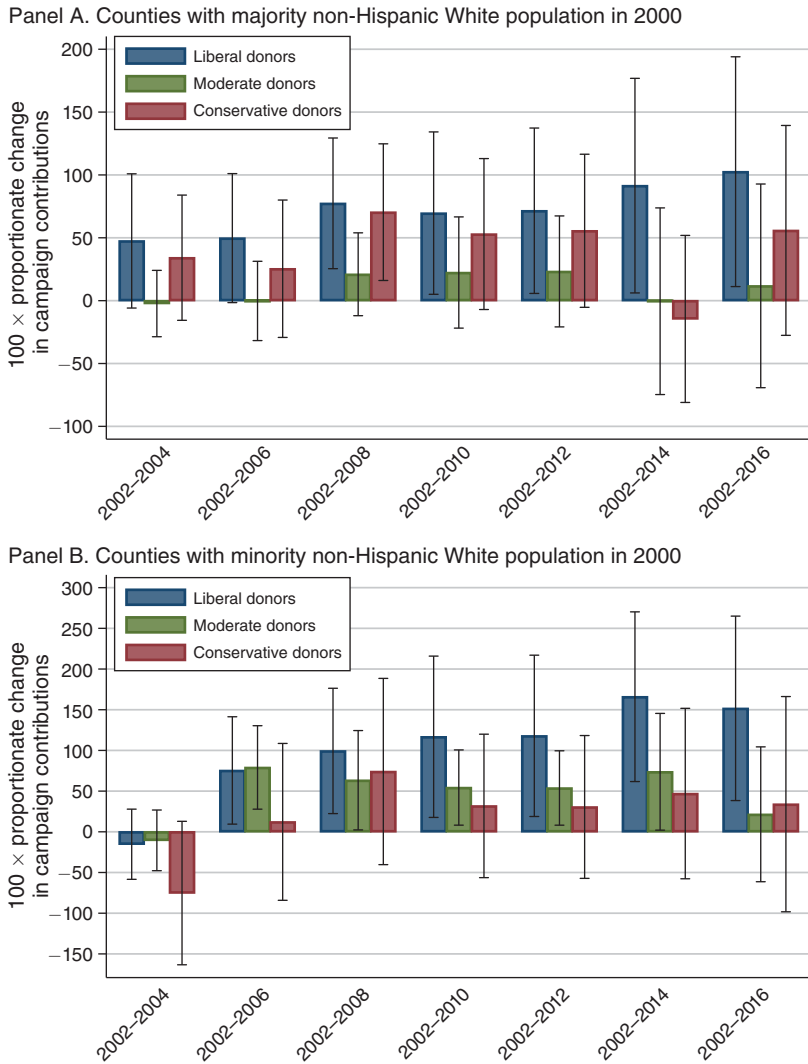 Panel A. Counties with majority non-Hispanic White population in 2000
200
150
100
50
0
−50
−100
100 × proportionate change
in campaign contributions
Liberal donors
Moderate donors
Conservative donors
2002–2004
2002–2006
2002–2008
2002–2010
2002–2012
2002–2014
2002–2016
Panel B. Counties with minority non-Hispanic White population in 2000
300
250
200
150
100
50
0
−50
−100
−150
100 × proportionate change
in campaign contributions
Liberal donors
Moderate donors
Conservative donors
2002–2004
2002–2006
2002–2008
2002–2010
2002–2012
2002–2014
2002–2016